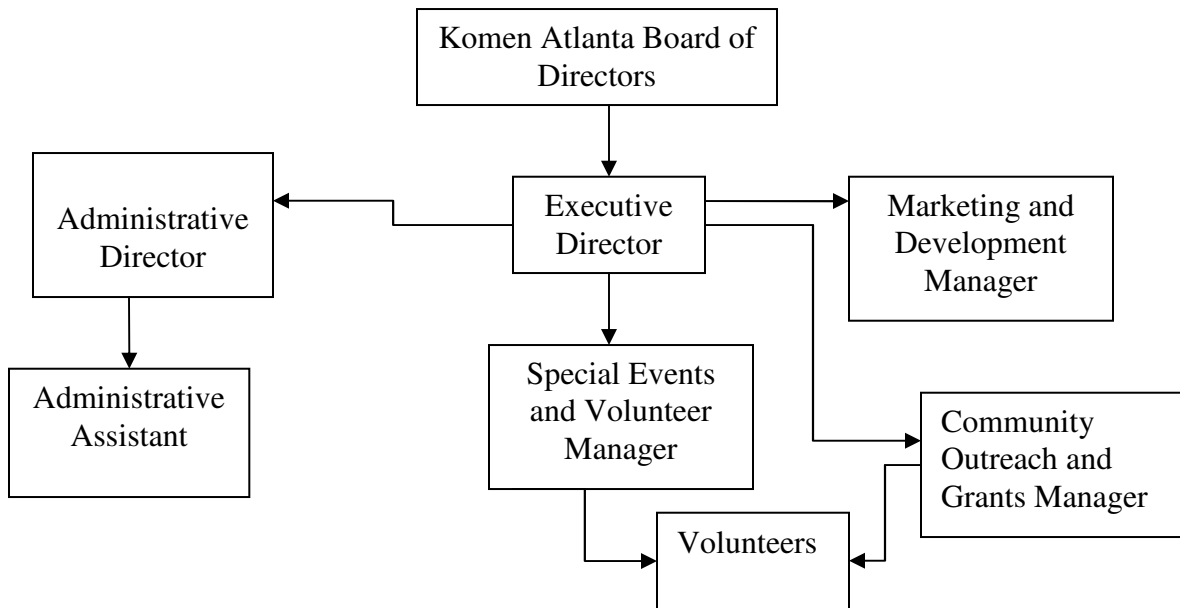 Komen Atlanta Board of
Directors
Administrative
Director
Executive
Director
Marketing and
Development
Manager
Administrative
Assistant
Special Events
and Volunteer
Manager
Community
Outreach and
Grants Manager
Volunteers